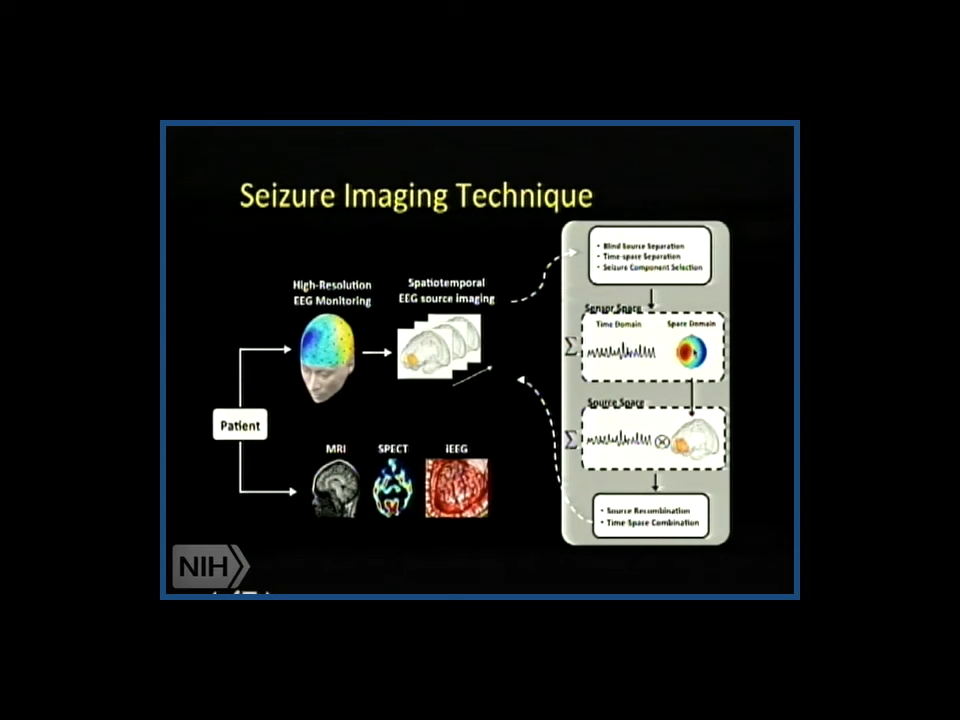 Seizure Imaging Technique
High-Resolution
EEG Monitoring
Spatiotemporal
EEG source imaging
Patient
MRI
SPECT
iEEG
• Blind Source Separation
• Time-space Separation
• Seizure Component Selection
Sensor Space
Time Domain
Space Domain
Σ
Source Space
Σ
⊗
• Source Recombination
• Time-Space Combination
NIH